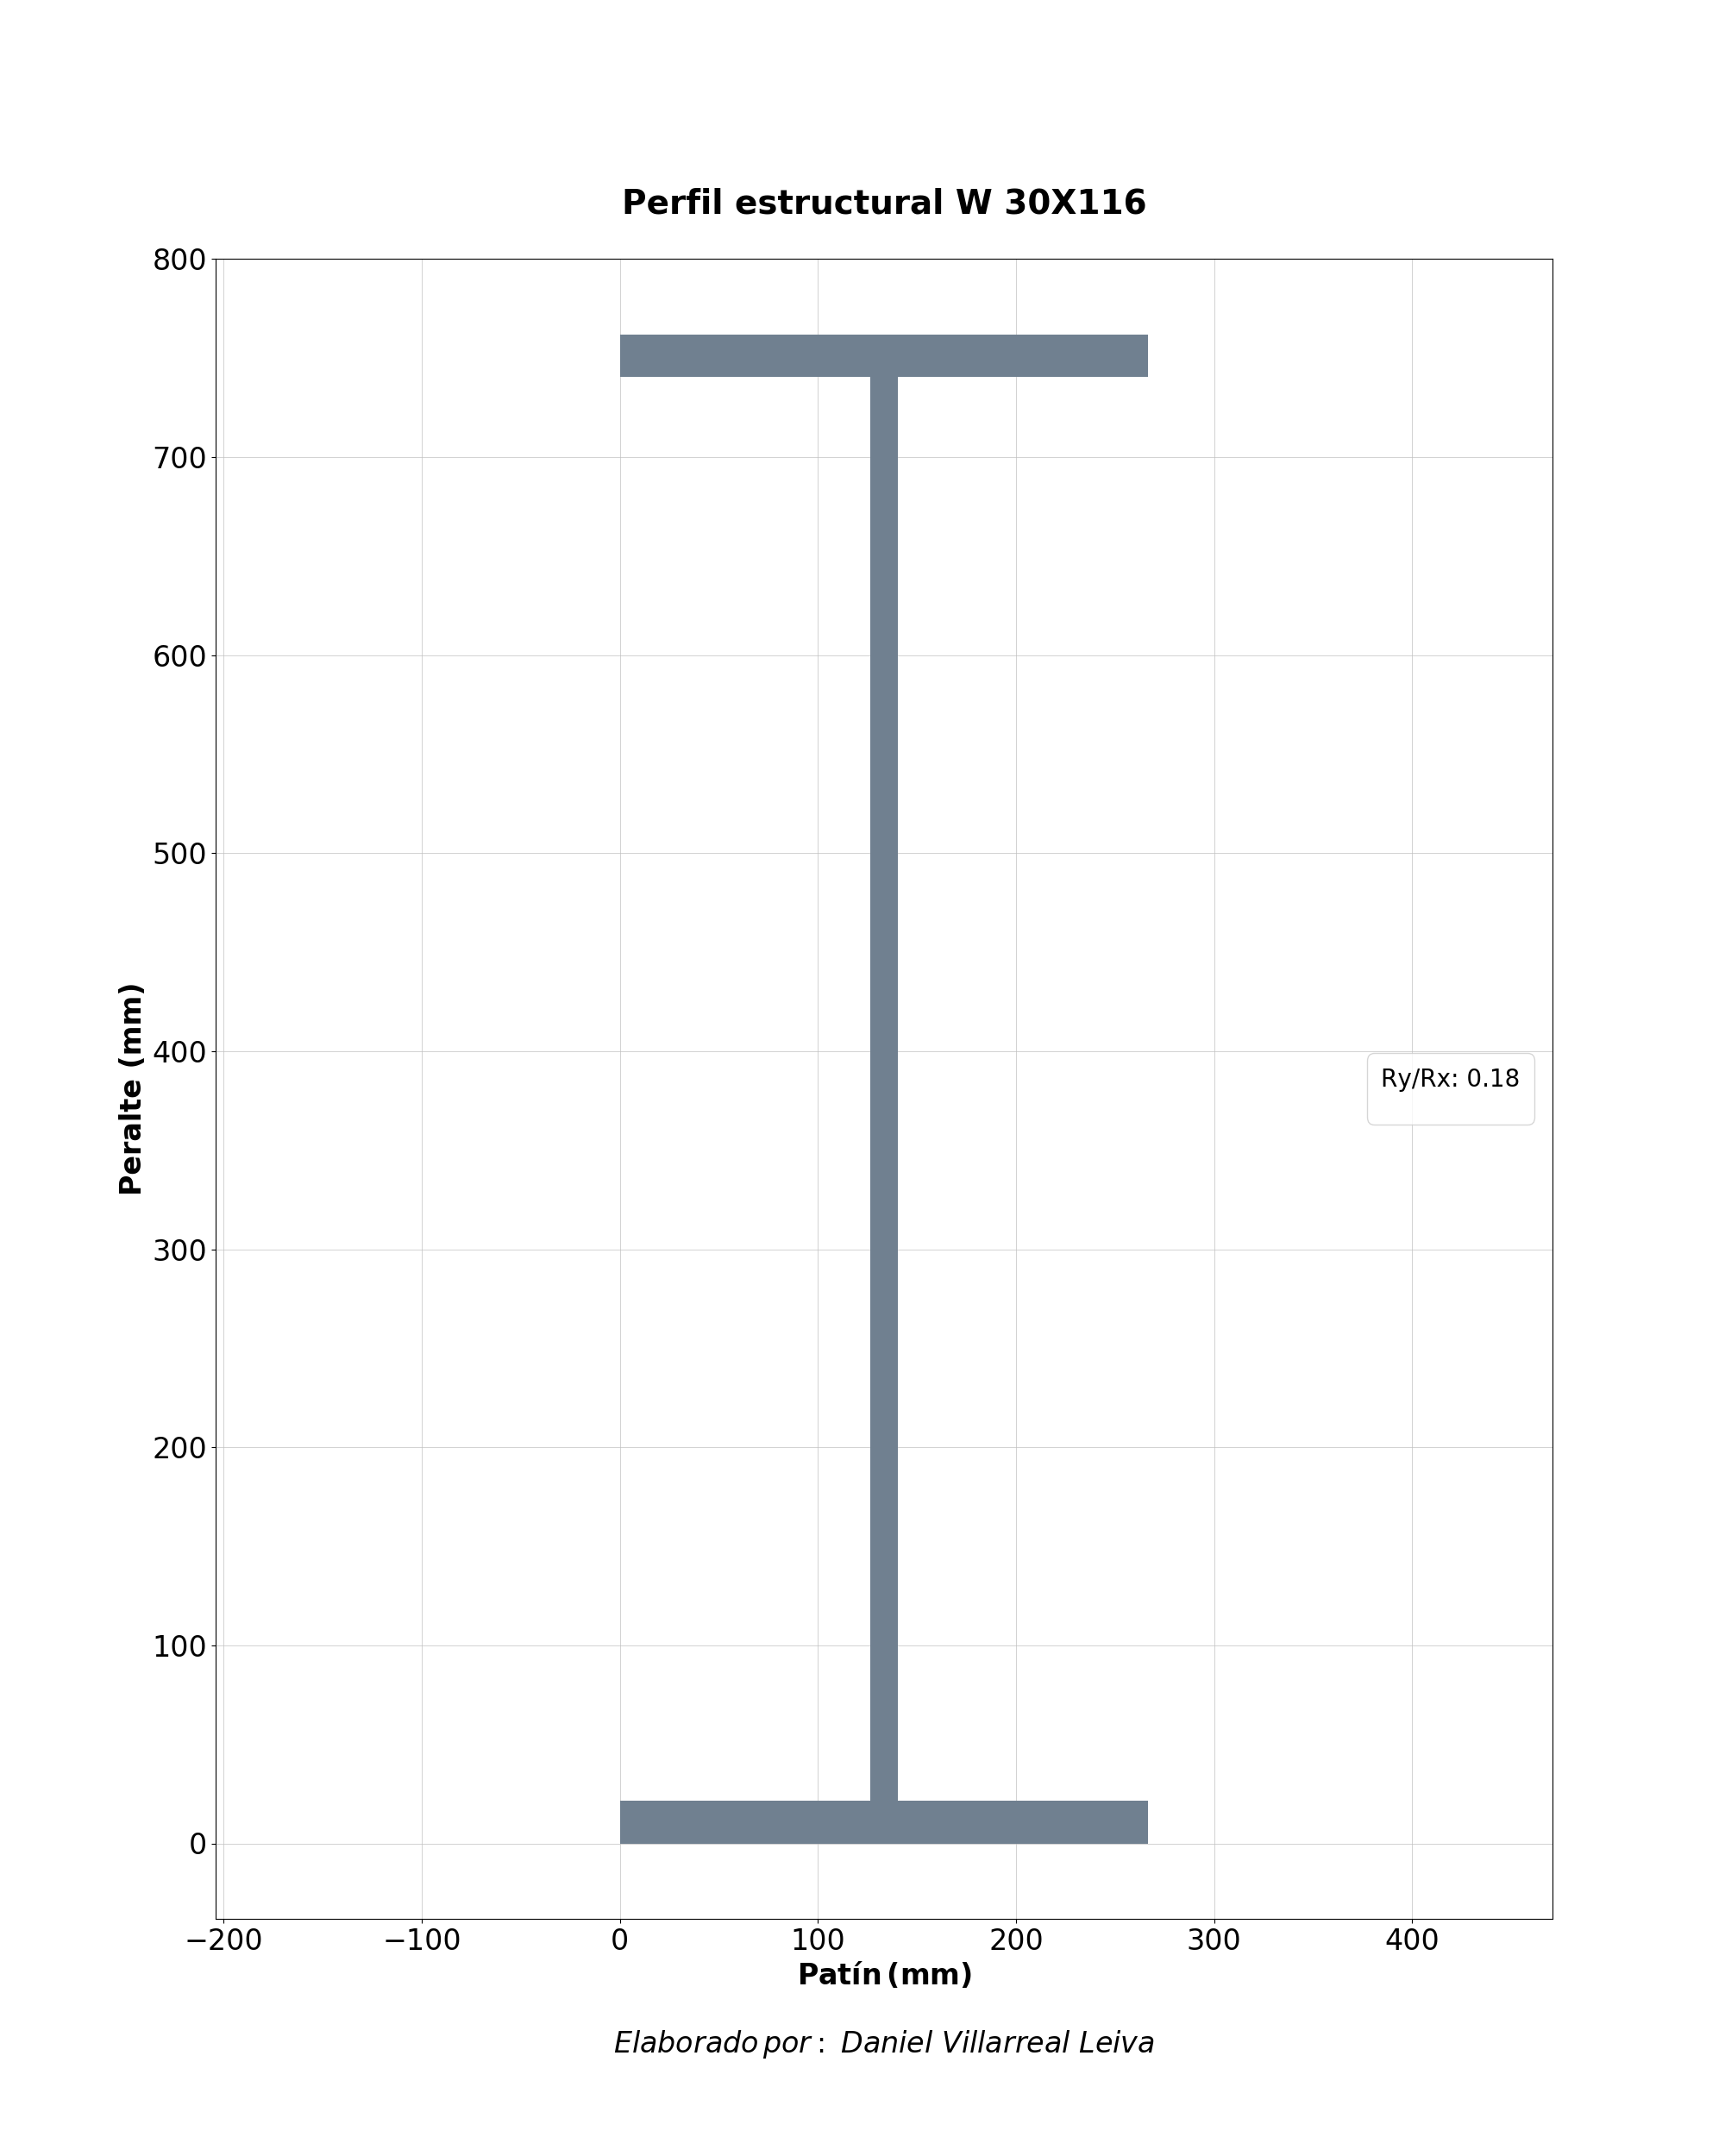 Perfil estructural W 30X116
800
700
600
500
400
300
200
100
0
Peralte (mm)
Ry/Rx: 0.18
−200 −100 0 100 200 300 400
Patín (mm)
Elaborado por: Daniel Villarreal Leiva